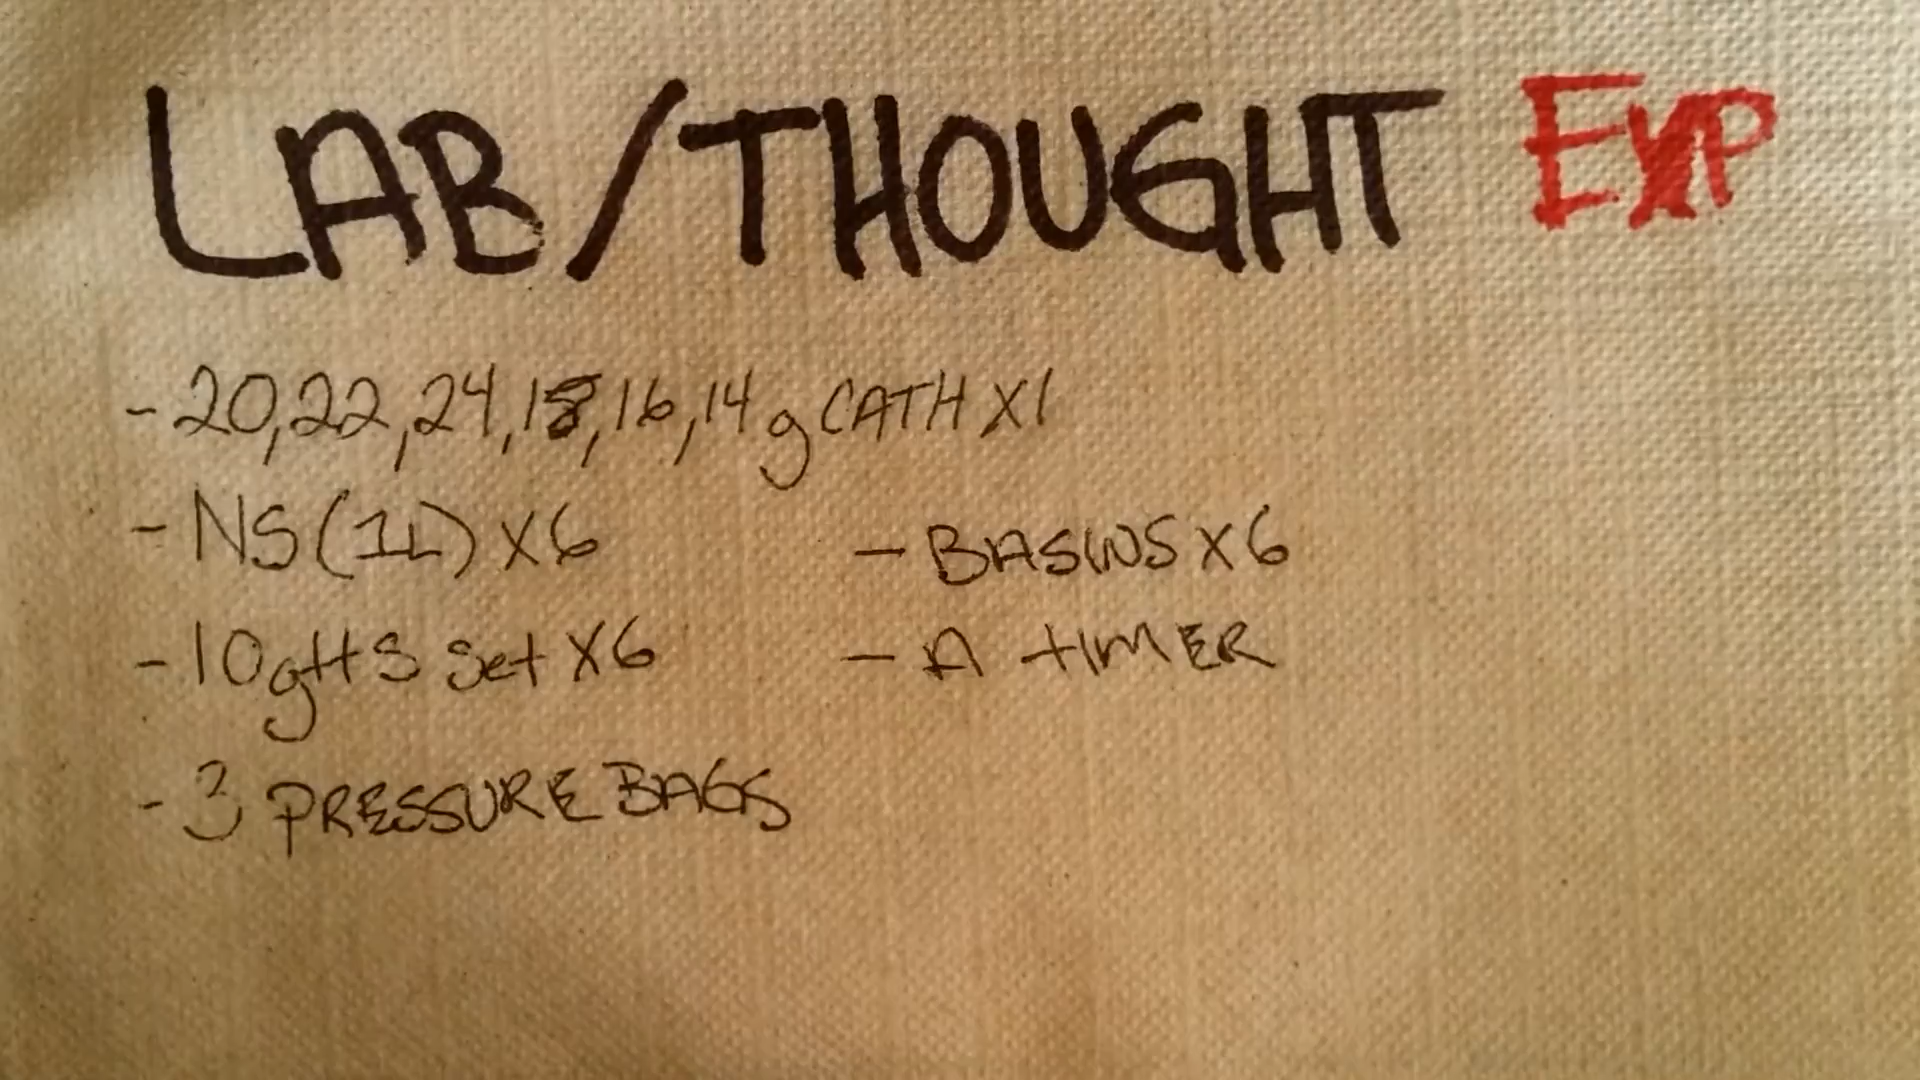 LAB/THOUGHT EXP
- 20,22,24,18,16,14g CATH X1
- NS (1L) X6
- BASINS X 6
- 10gtts set X6
- A timER
- 3 PRESSURE BAGS